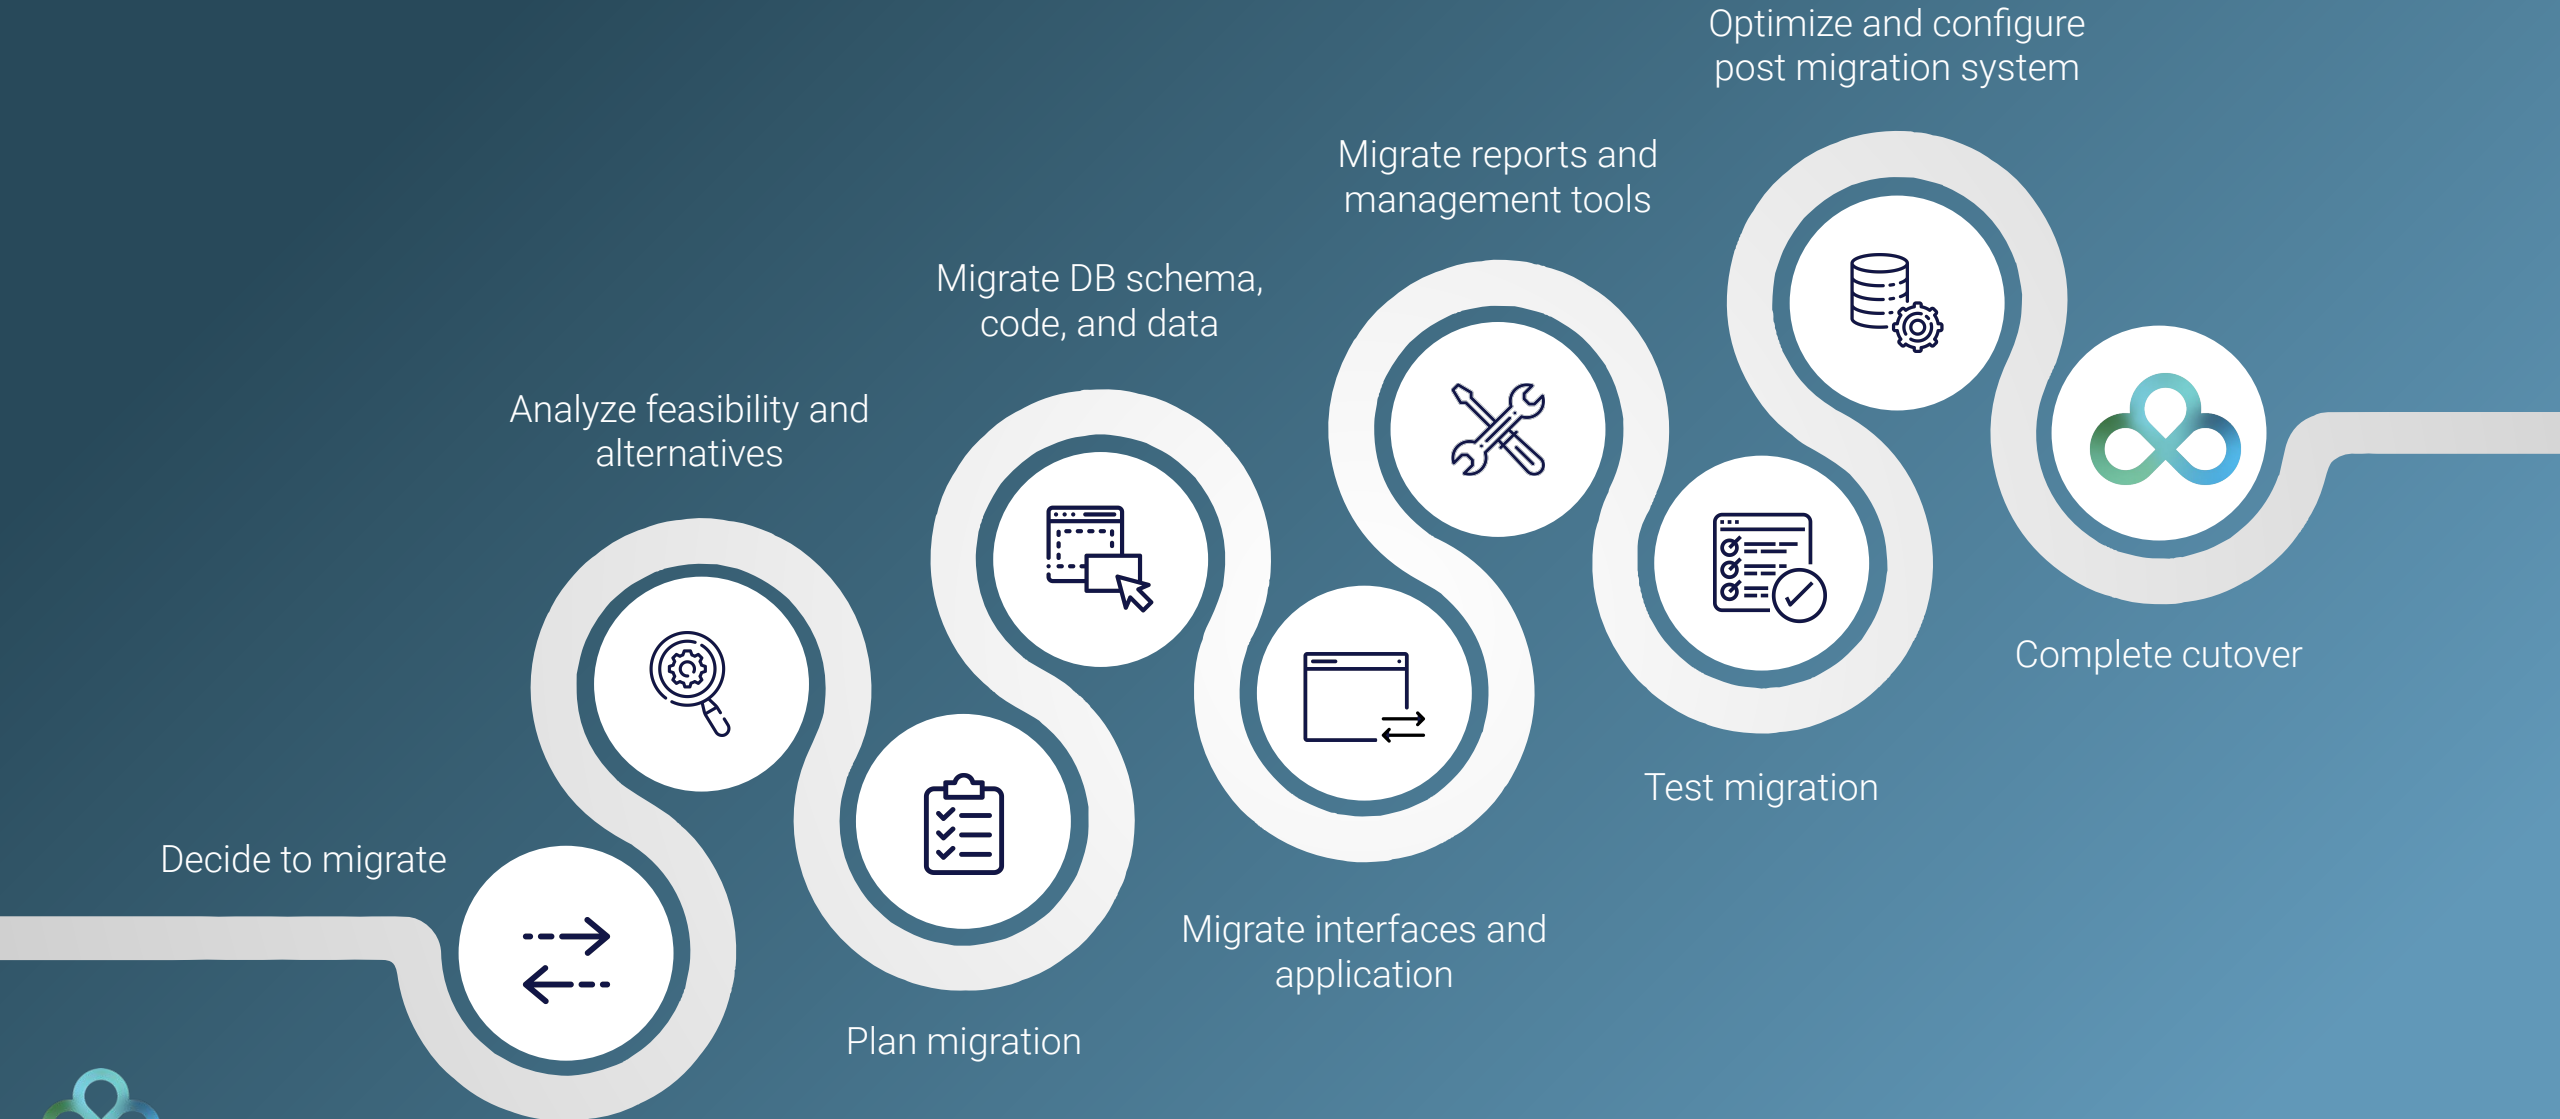 Decide to migrate
Analyze feasibility and
alternatives
Plan migration
Migrate DB schema,
code, and data
Migrate interfaces and
application
Migrate reports and
management tools
Test migration
Optimize and configure
post migration system
Complete cutover